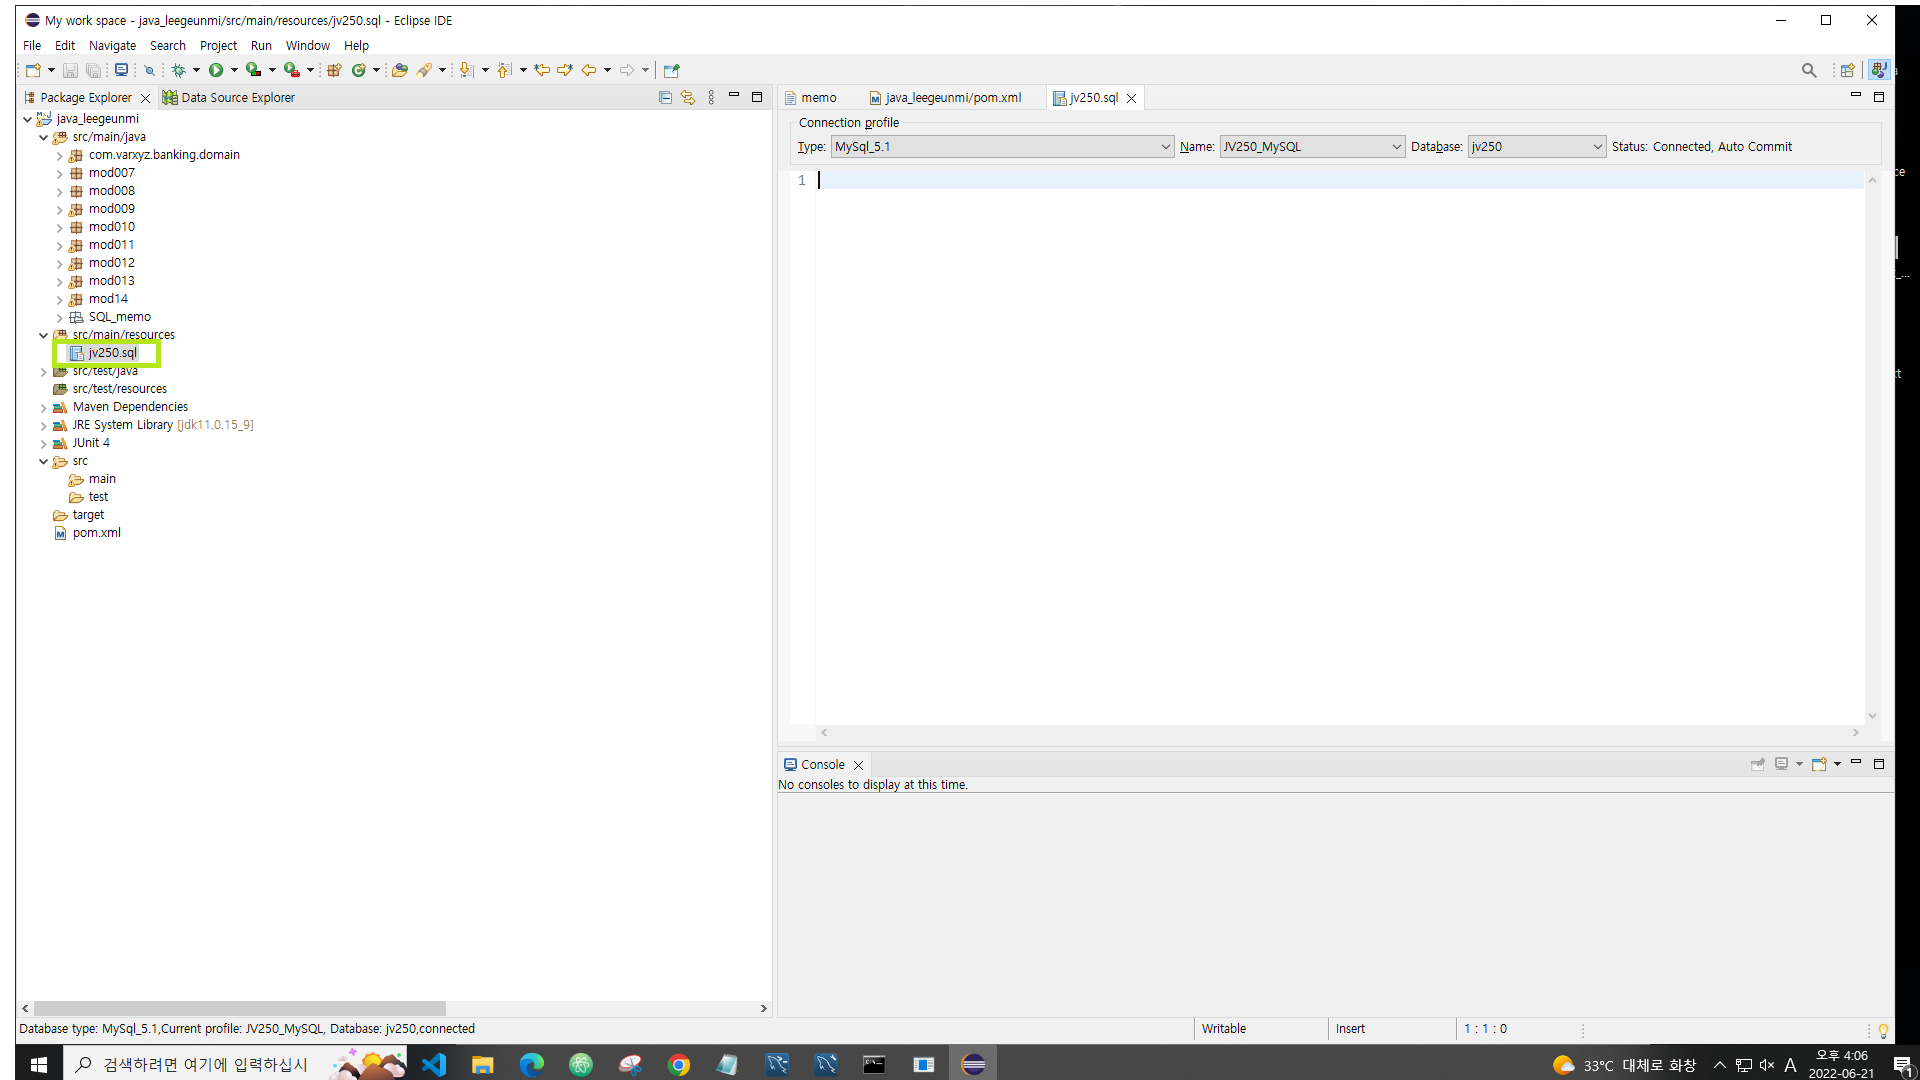 My work space - java_leegeunmi/src/main/resources/jv250.sql - Eclipse IDE
File Edit Navigate Search Project Run Window Help
Package Explorer Data Source Explorer
java_leegeunmi
src/main/java
com.varxyz.banking.domain
mod007
mod008
mod009
mod010
mod011
mod012
mod013
mod14
SQL_memo
src/main/resources
jv250.sql
src/test/java
src/test/resources
Maven Dependencies
JRE System Library [jdk11.0.15_9]
JUnit 4
src
main
test
target
pom.xml
memo java_leegeunmi/pom.xml jv250.sql
Connection profile
Type: MySql_5.1 Name: JV250_MySQL Database: jv250 Status: Connected, Auto Commit
1
Console
No consoles to display at this time.
Database type: MySql_5.1,Current profile: JV250_MySQL, Database: jv250,connected
Writable Insert 1 : 1 : 0
검색하려면 여기에 입력하십시
33°C 대체로 화창 A 오후 4:06
2022-06-21 1